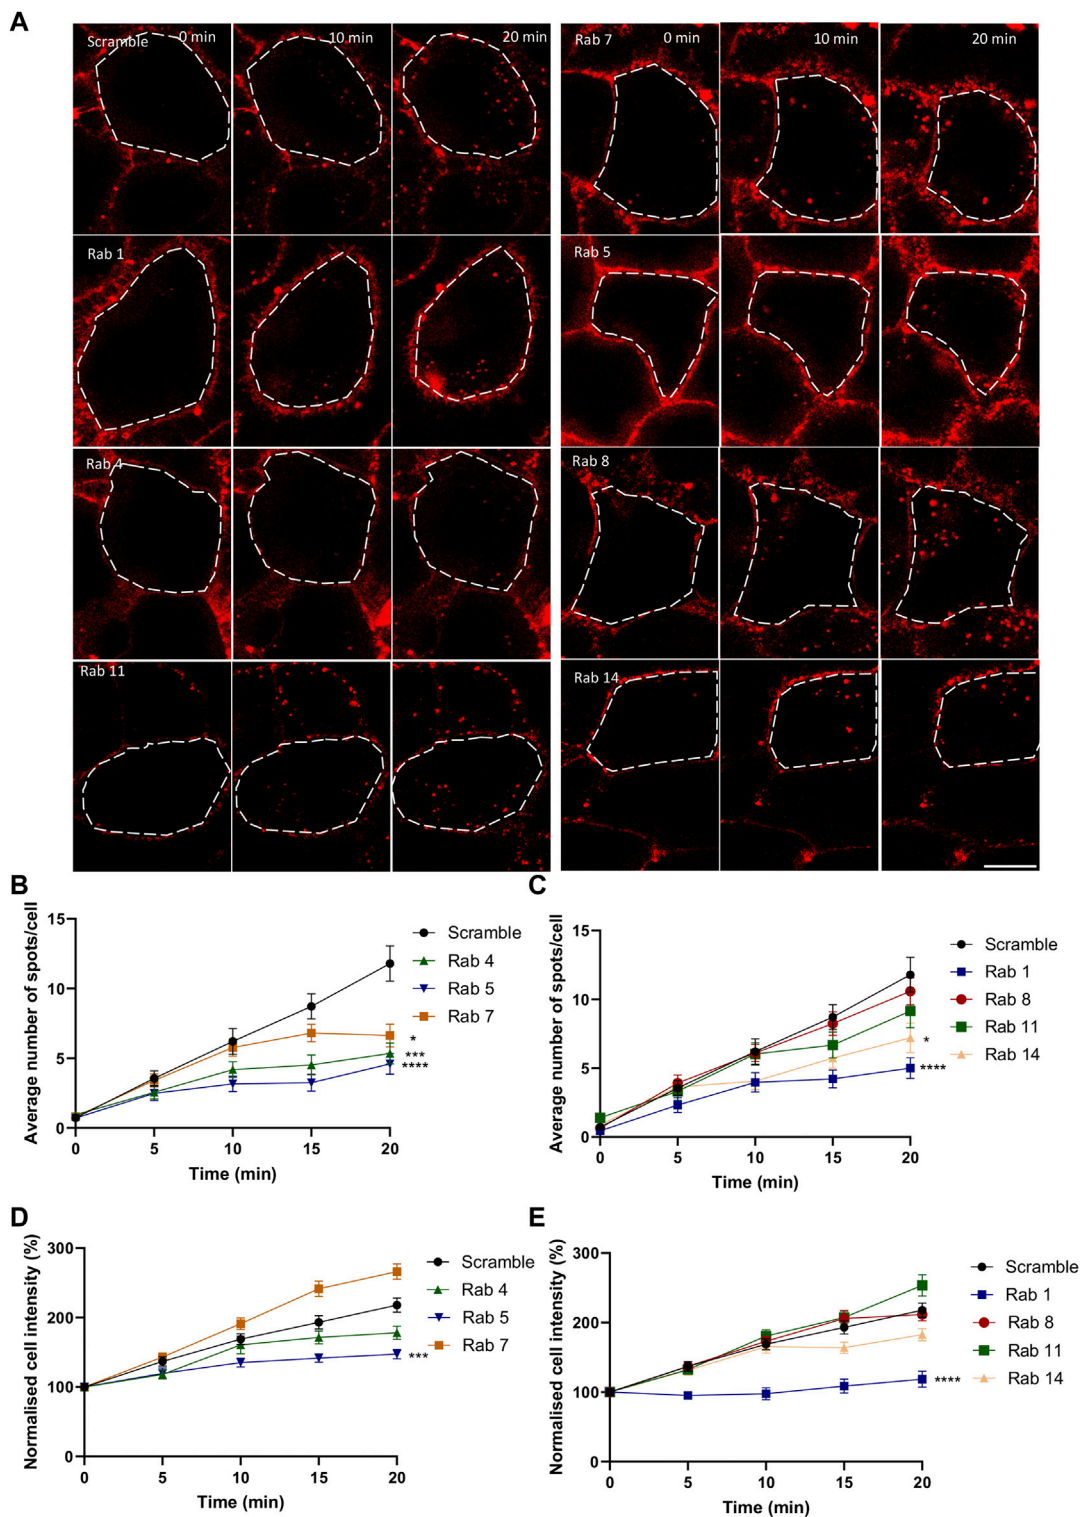 A
Scramble 0 min 10 min 20 min
Rab 7 0 min 10 min 20 min
Rab 1
Rab 5
Rab 4
Rab 8
Rab 11
Rab 14
B
Average number of spots/cell
15
10
5
0
0 5 10 15 20
Time (min)
Scramble
Rab 4
Rab 5
Rab 7
*
***
****
C
Average number of spots/cell
15
10
5
0
0 5 10 15 20
Time (min)
Scramble
Rab 1
Rab 8
Rab 11
Rab 14
*
****
D
Normalised cell intensity (%)
300
200
100
0
0 5 10 15 20
Time (min)
Scramble
Rab 4
Rab 5
Rab 7
***
E
Normalised cell intensity (%)
300
200
100
0
0 5 10 15 20
Time (min)
Scramble
Rab 1
Rab 8
Rab 11
Rab 14
****